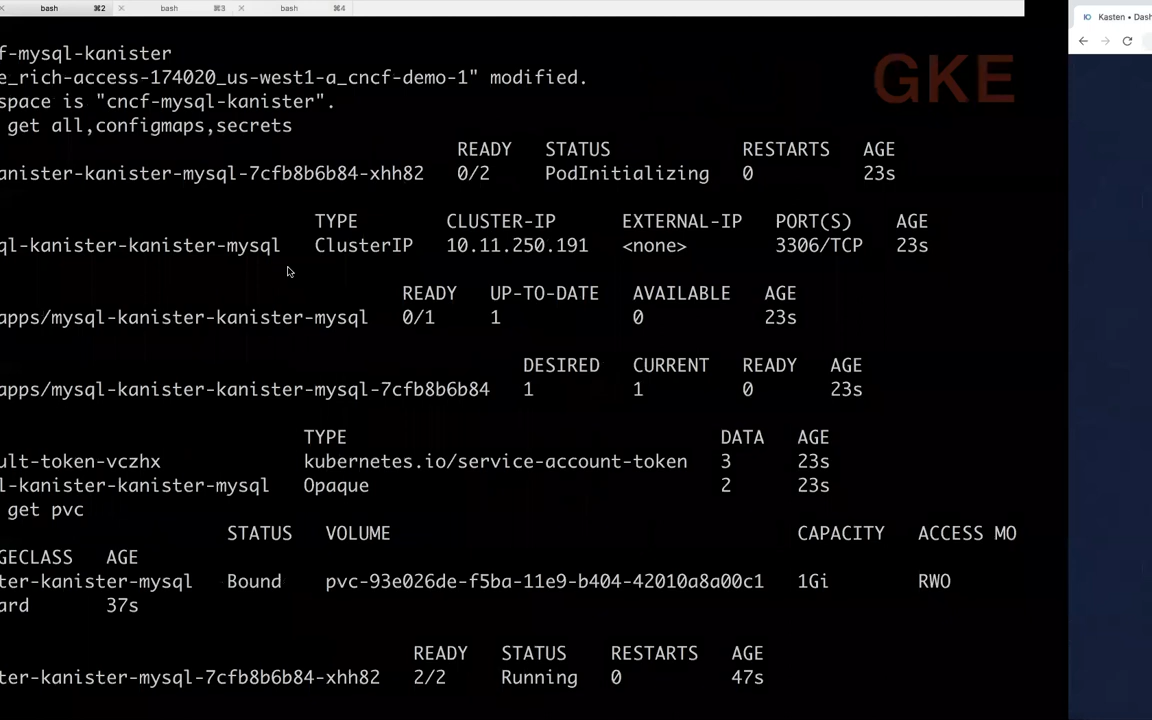 bash ⌘2 bash ⌘3 bash ⌘4
Kasten • Dash
f-mysql-kanister
e_rich-access-174020_us-west1-a_cncf-demo-1" modified.
space is "cncf-mysql-kanister".
get all,configmaps,secrets
GKE
READY STATUS RESTARTS AGE
anister-kanister-mysql-7cfb8b6b84-xhh82 0/2 PodInitializing 0 23s
TYPE CLUSTER-IP EXTERNAL-IP PORT(S) AGE
ql-kanister-kanister-mysql ClusterIP 10.11.250.191 <none> 3306/TCP 23s
READY UP-TO-DATE AVAILABLE AGE
apps/mysql-kanister-kanister-mysql 0/1 1 0 23s
DESIRED CURRENT READY AGE
apps/mysql-kanister-kanister-mysql-7cfb8b6b84 1 1 0 23s
TYPE DATA AGE
ult-token-vczhx kubernetes.io/service-account-token 3 23s
l-kanister-kanister-mysql Opaque 2 23s
get pvc
STATUS VOLUME CAPACITY ACCESS MO
GECLASS AGE
ter-kanister-mysql Bound pvc-93e026de-f5ba-11e9-b404-42010a8a00c1 1Gi RWO
ard 37s
READY STATUS RESTARTS AGE
ter-kanister-mysql-7cfb8b6b84-xhh82 2/2 Running 0 47s